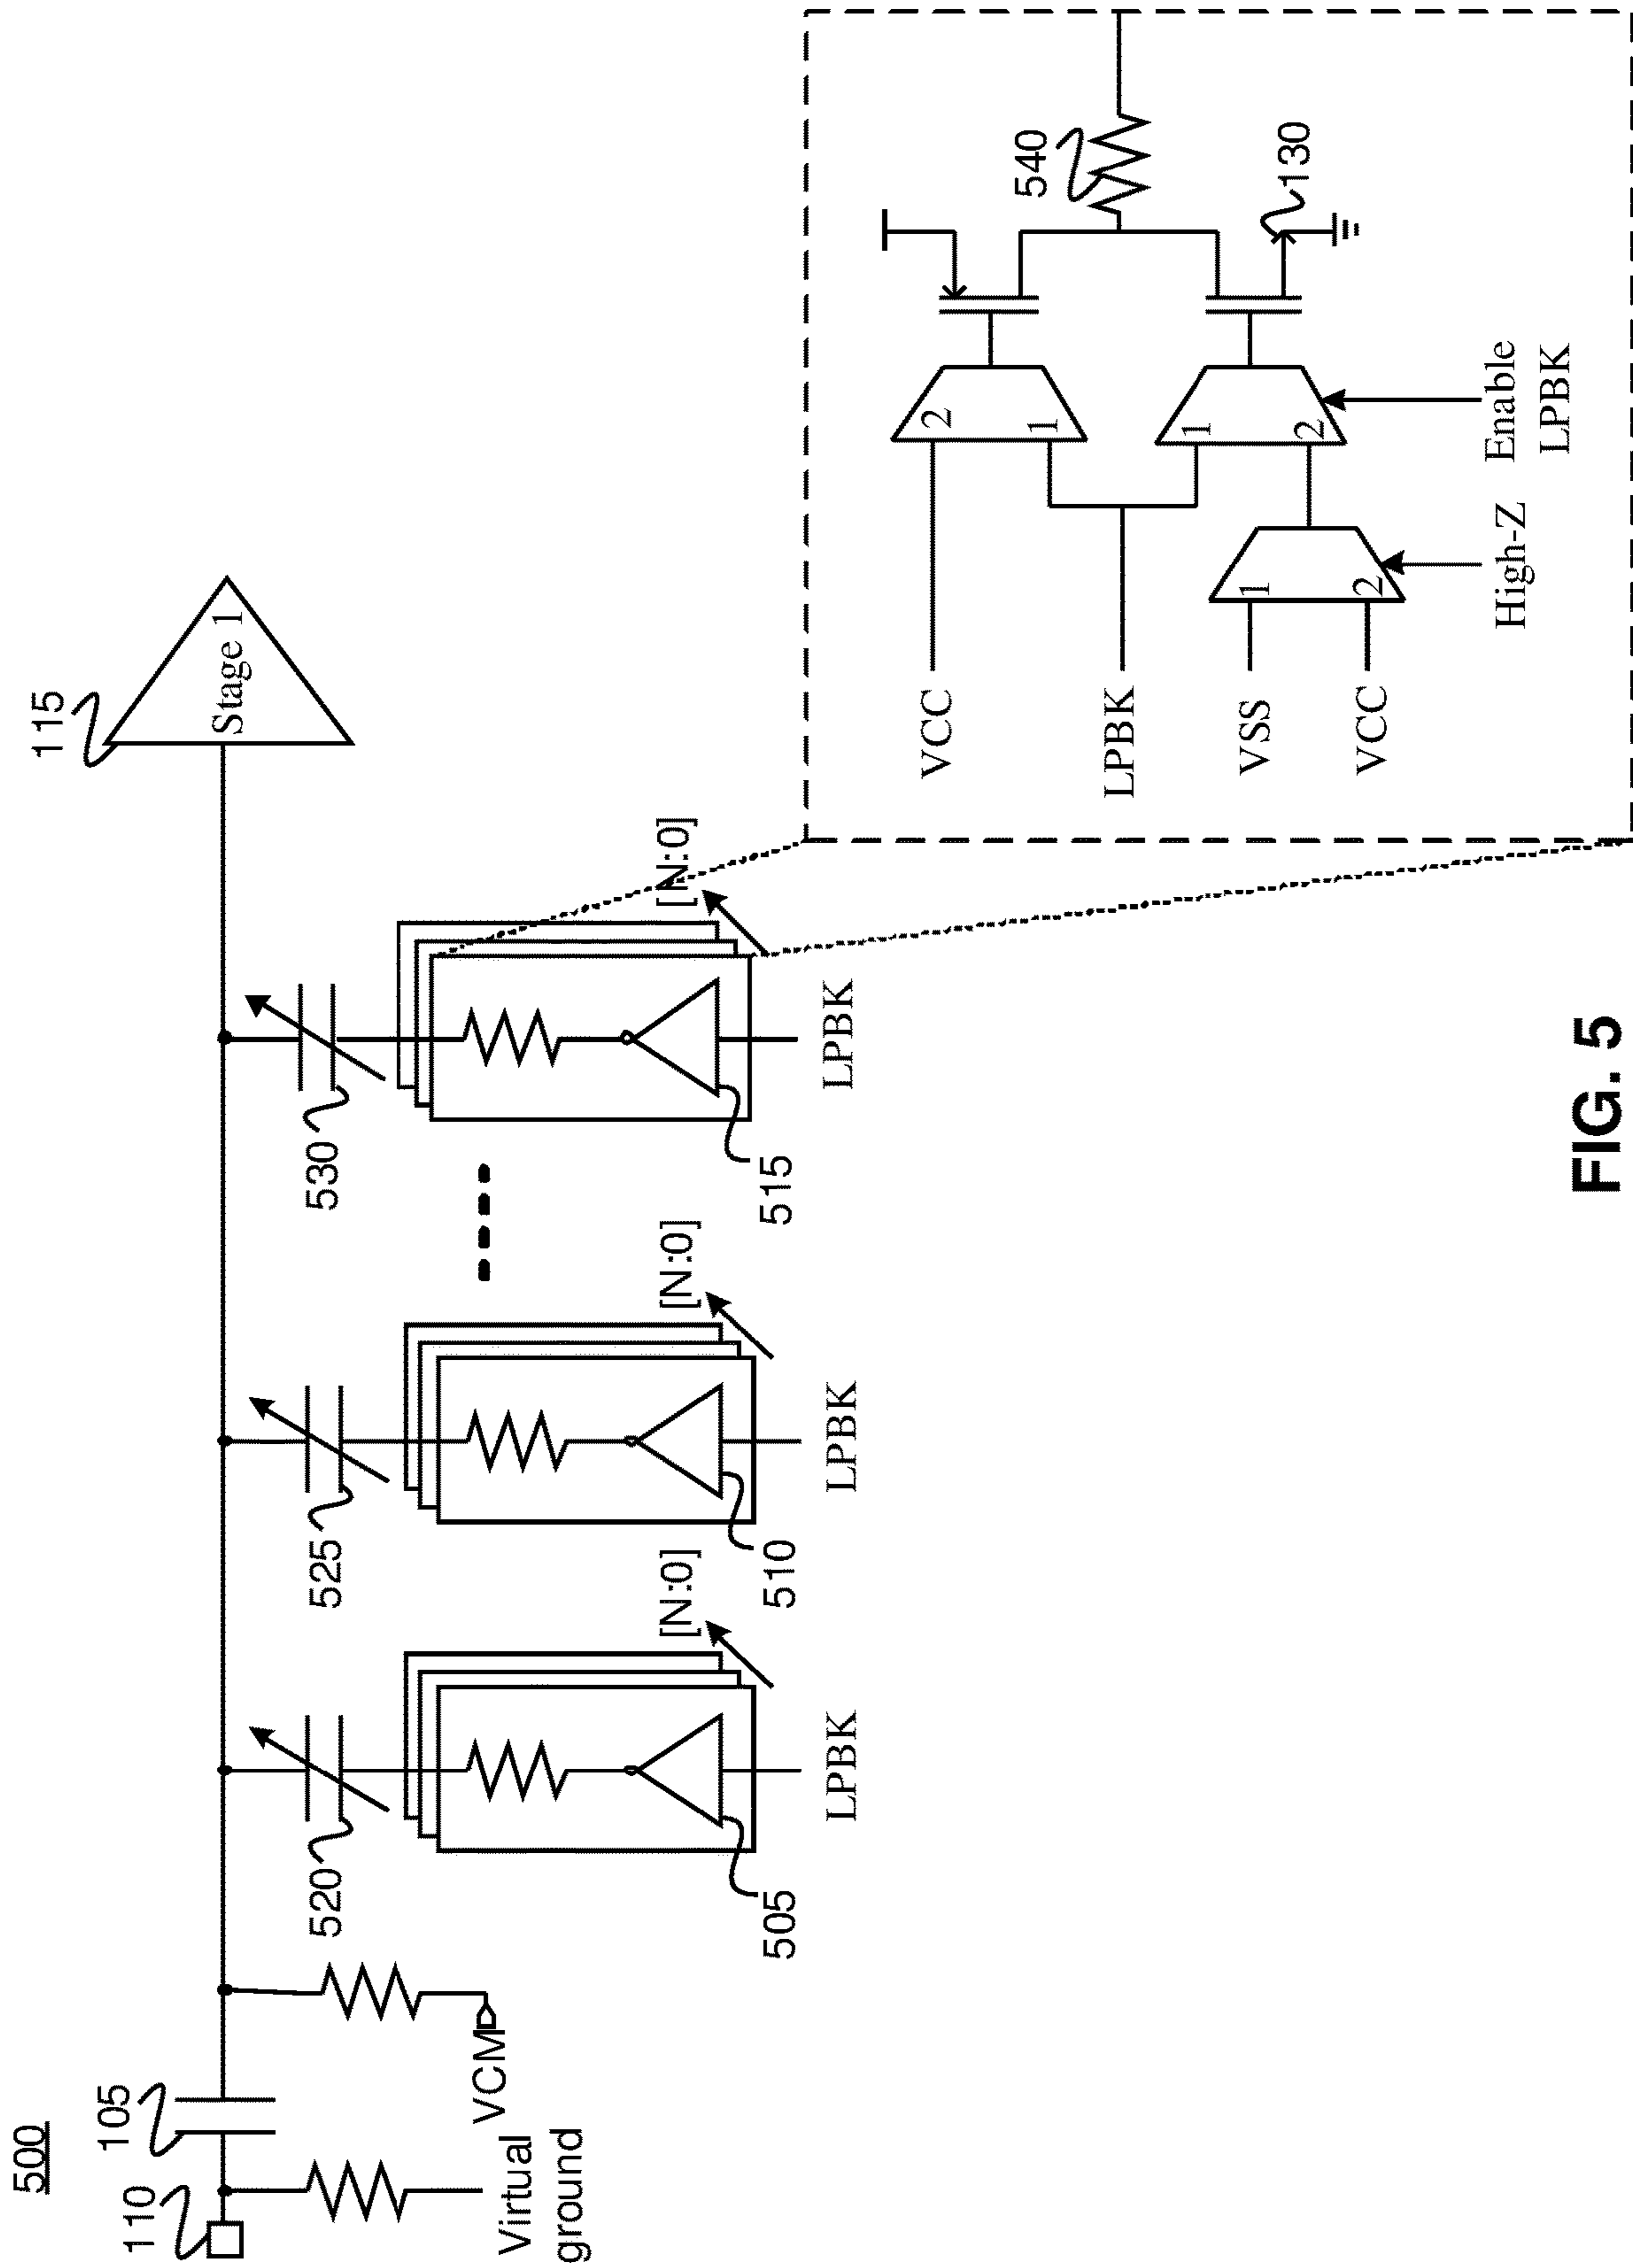 500
110
105
115
Stage 1
Virtual
ground
VCM
520
525
530
[N:0]
[N:0]
[N:0]
505
510
515
LPBK
LPBK
LPBK
540
130
2
1
1
2
1
2
VCC
LPBK
VSS
VCC
High-Z
Enable
LPBK
FIG. 5